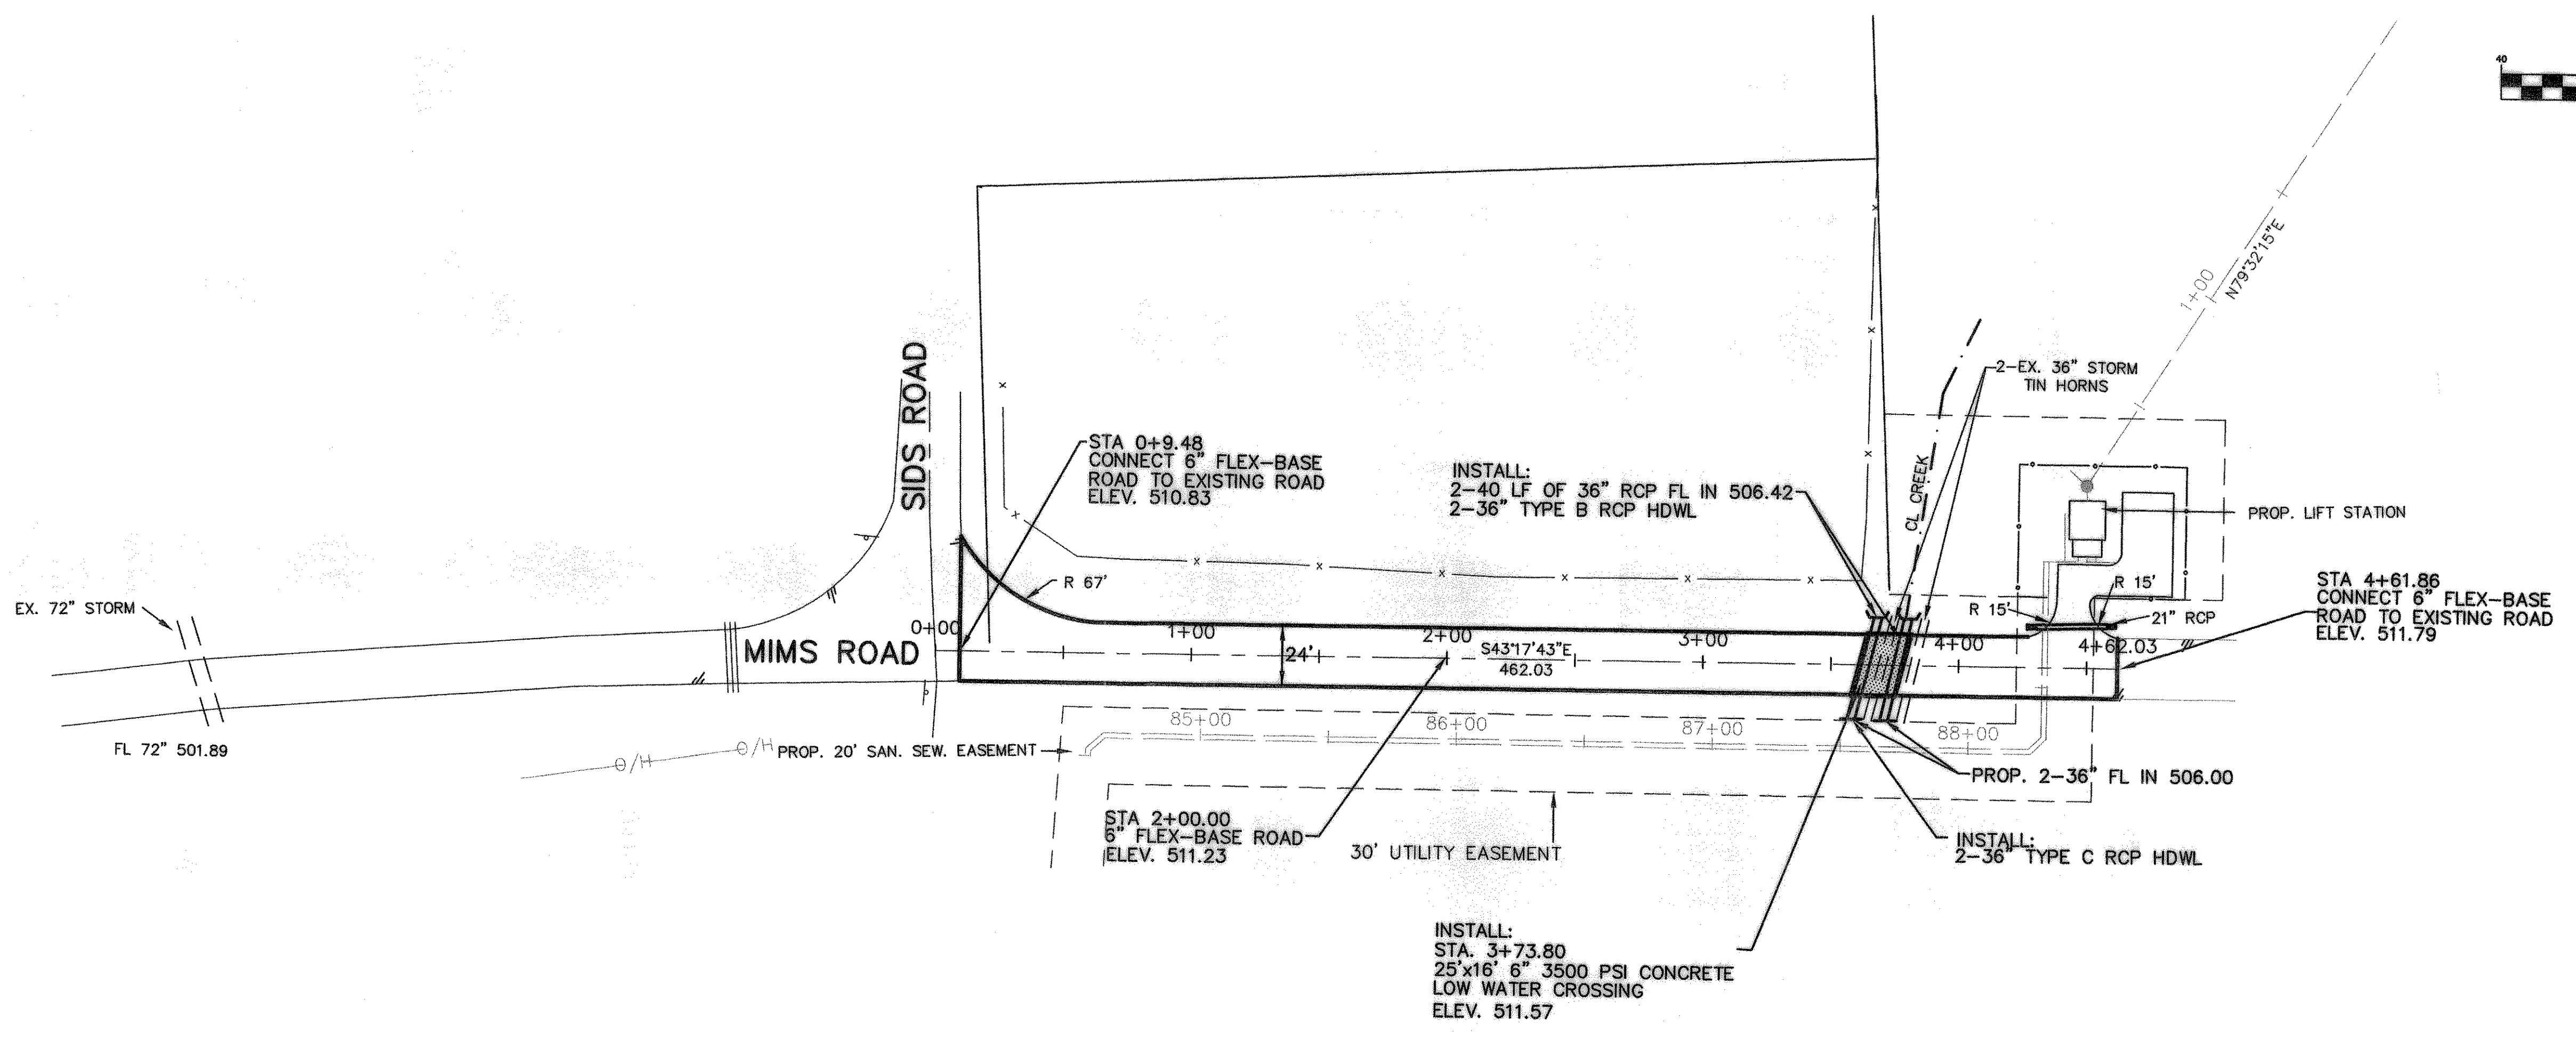 40
N79°32'15"E
1+00
SIDS ROAD
2-EX. 36" STORM
TIN HORNS
STA 0+9.48
CONNECT 6" FLEX-BASE
ROAD TO EXISTING ROAD
ELEV. 510.83
INSTALL:
2-40 LF OF 36" RCP FL IN 506.42
2-36" TYPE B RCP HDWL
CL CREEK
PROP. LIFT STATION
R 67'
R 15'
R 15'
21" RCP
STA 4+61.86
CONNECT 6" FLEX-BASE
ROAD TO EXISTING ROAD
ELEV. 511.79
EX. 72" STORM
MIMS ROAD
0+00
1+00
2+00
3+00
4+00
4+62.03
24'
S43°17'43"E
462.03
FL 72" 501.89
O/H
O/H
PROP. 20' SAN. SEW. EASEMENT
85+00
86+00
87+00
88+00
PROP. 2-36" FL IN 506.00
STA 2+00.00
6" FLEX-BASE ROAD
ELEV. 511.23
30' UTILITY EASEMENT
INSTALL:
2-36" TYPE C RCP HDWL
INSTALL:
STA. 3+73.80
25'x16' 6" 3500 PSI CONCRETE
LOW WATER CROSSING
ELEV. 511.57